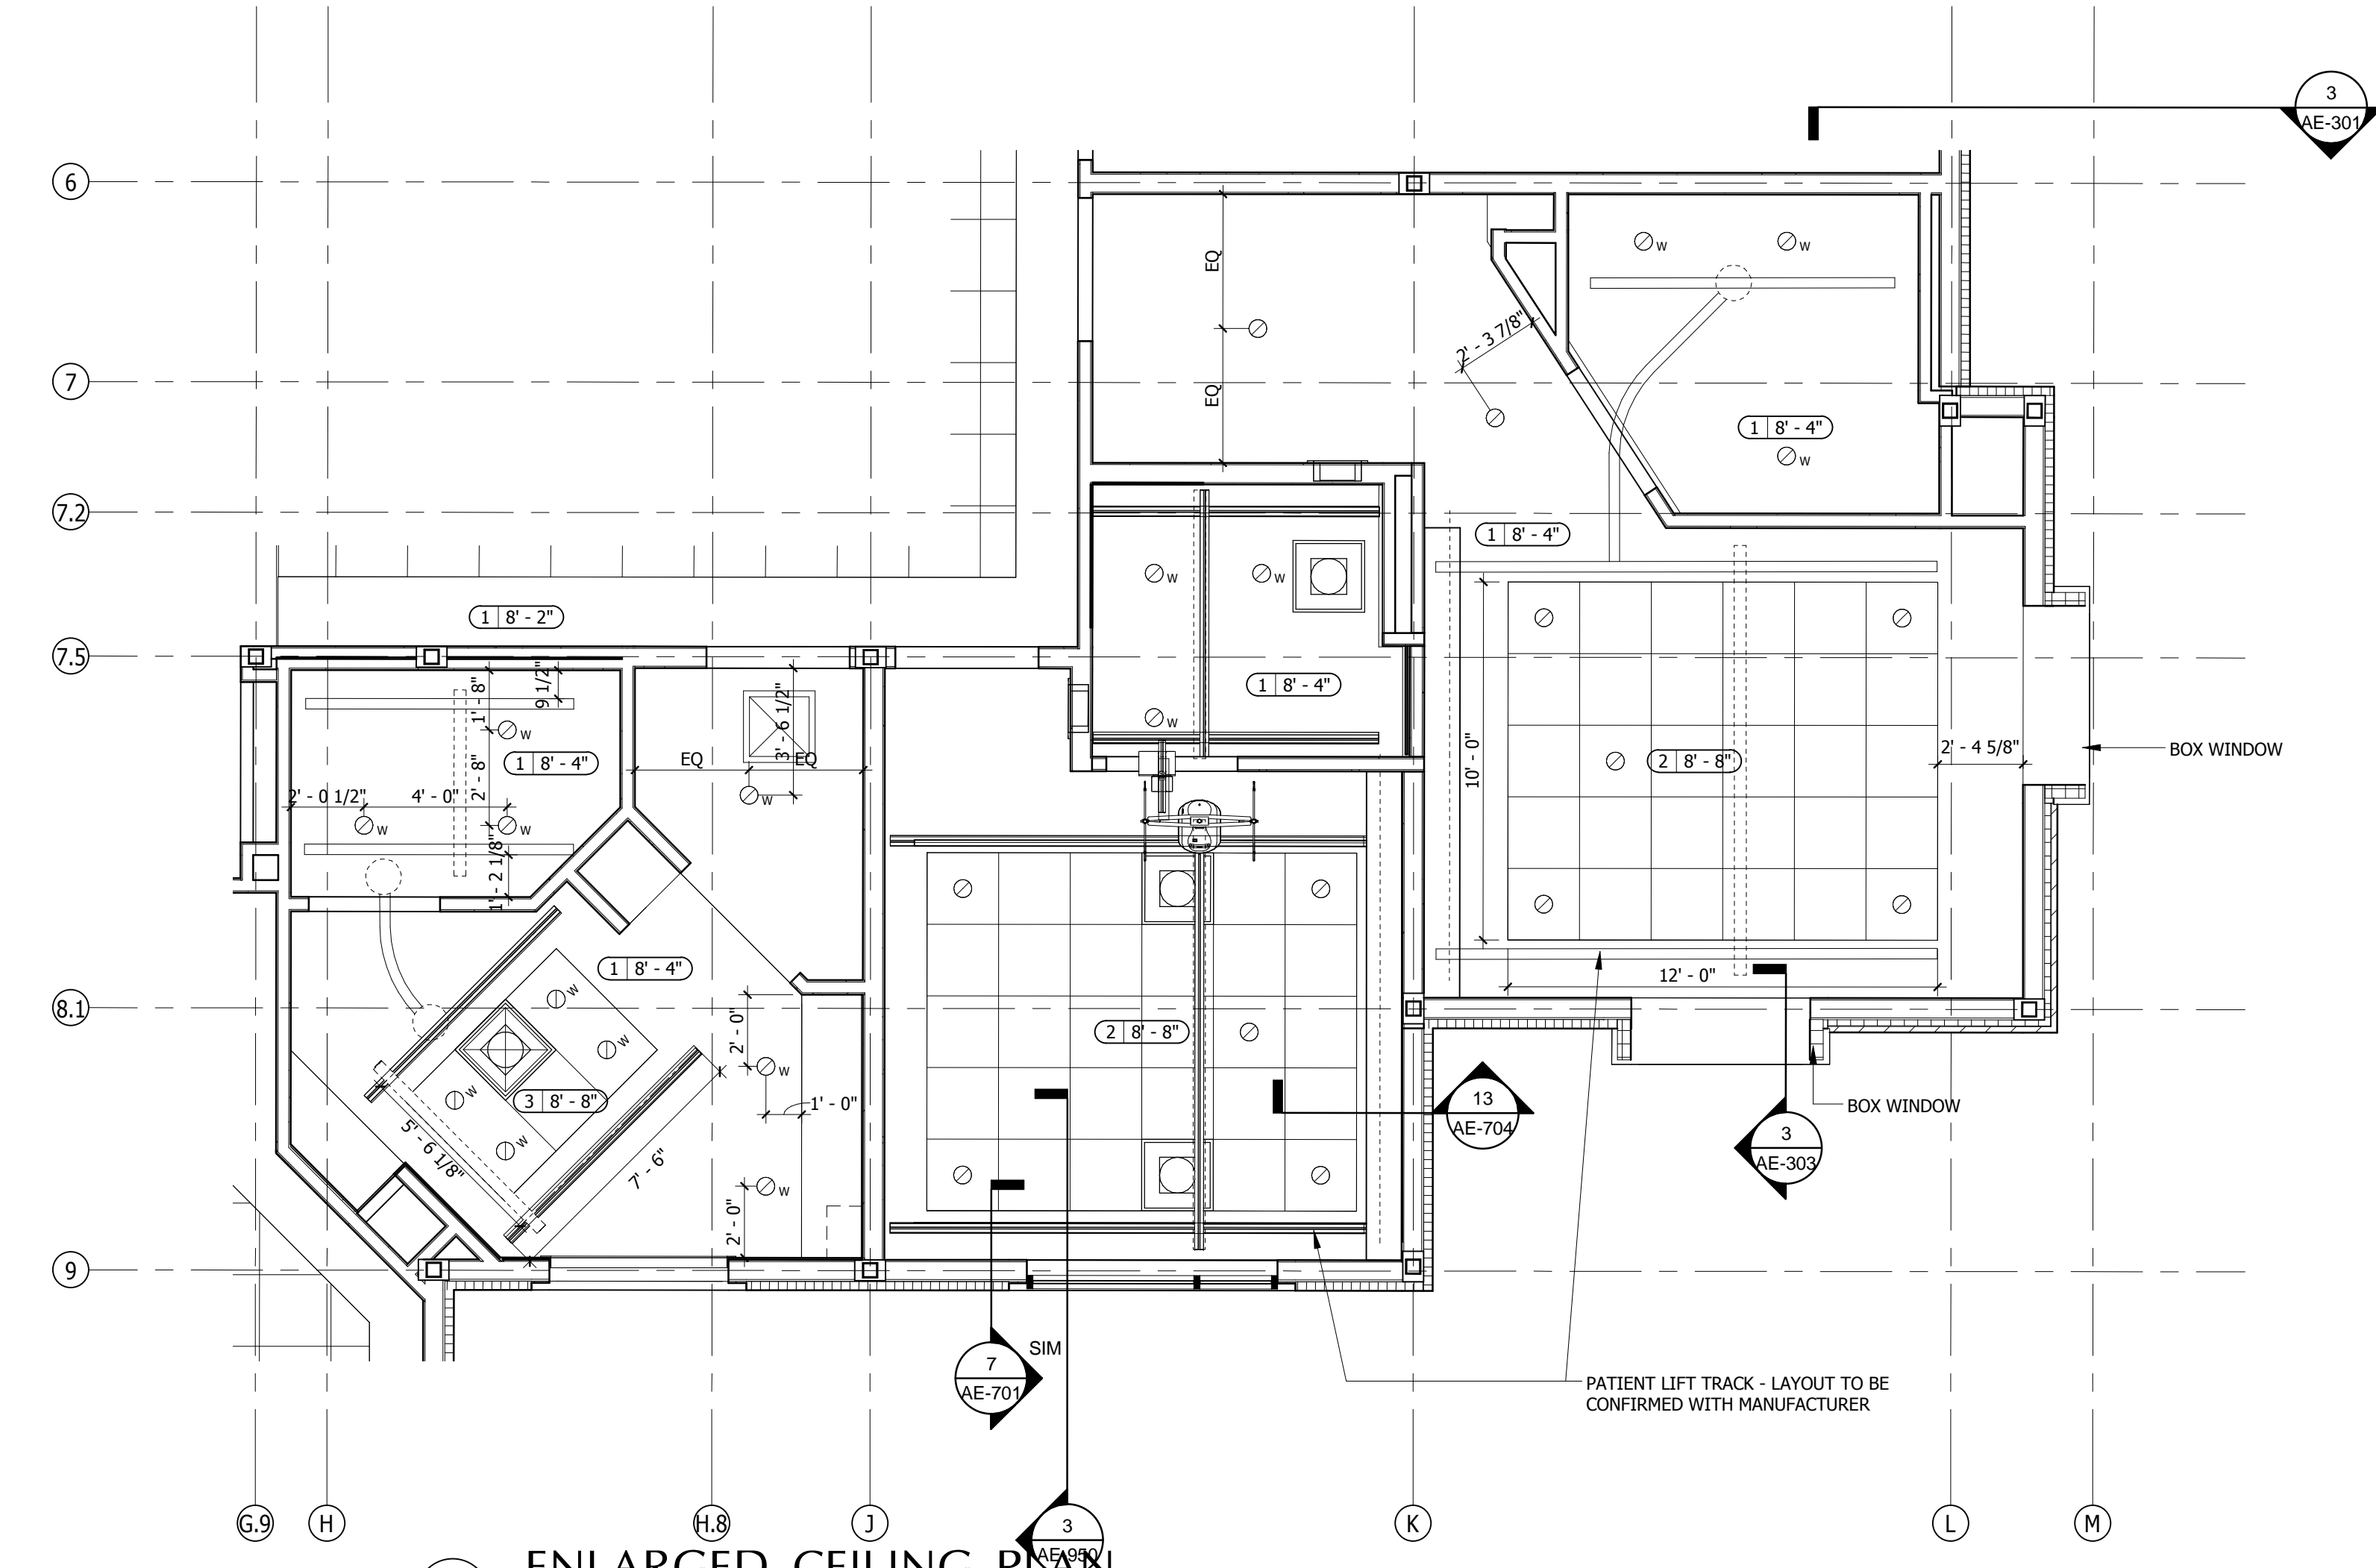 3
AE-301
6
EQ
W
W
2' - 3 7/8"
7
EQ
1 8' - 4"
W
7.2
1 8' - 4"
W
W
1 8' - 2"
7.5
1' - 8"
9 1/2"
3' - 6 1/2"
1 8' - 4"
W
W
1 8' - 4"
EQ
EQ
10' - 0"
2 8' - 8"
2' - 4 5/8"
BOX WINDOW
2' - 0 1/2"
4' - 0"
2' - 8"
W
W
W
1' - 2 1/8"
1 8' - 4"
12' - 0"
8.1
W
W
2' - 0"
2 8' - 8"
W
W
3 8' - 8"
1' - 0"
13
AE-704
BOX WINDOW
3
AE-303
5' - 6 1/8"
W
7' - 6"
W
2' - 0"
9
SIM
7
AE-701
PATIENT LIFT TRACK - LAYOUT TO BE
CONFIRMED WITH MANUFACTURER
G.9
H
H.8
J
3
AE-950
K
L
M
ENLARGED CEILING PLAN